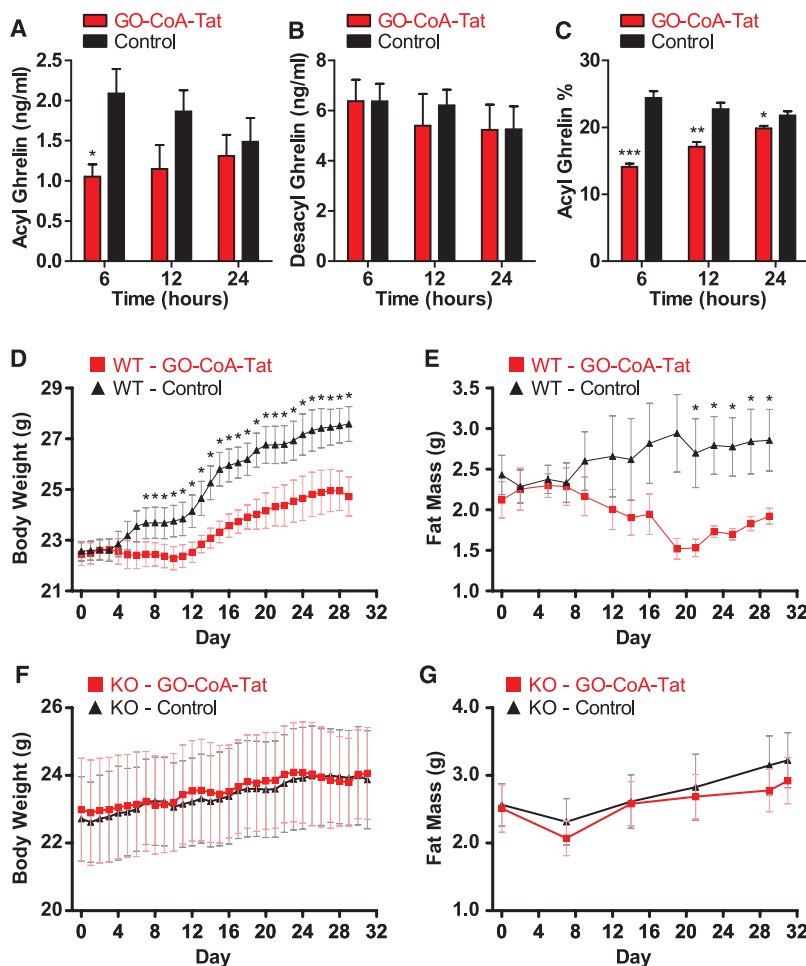 A
GO-CoA-Tat
Control
Acyl Ghrelin (ng/ml)
2.5
2.0
1.5
1.0
0.5
0.0
*
6 12 24
Time (hours)
B
GO-CoA-Tat
Control
Desacyl Ghrelin (ng/ml)
8
6
4
2
0
6 12 24
Time (hours)
C
GO-CoA-Tat
Control
Acyl Ghrelin %
30
20
10
0
*** ** *
6 12 24
Time (hours)
D
WT - GO-CoA-Tat
WT - Control
Body Weight (g)
29
27
25
23
21
* * * * * * * * * * * * * * * * * * * * * * *
0 4 8 12 16 20 24 28 32
Day
E
WT - GO-CoA-Tat
WT - Control
Fat Mass (g)
3.5
3.0
2.5
2.0
1.5
1.0
* * * * *
0 4 8 12 16 20 24 28 32
Day
F
KO - GO-CoA-Tat
KO - Control
Body Weight (g)
26
24
22
20
0 4 8 12 16 20 24 28 32
Day
G
KO - GO-CoA-Tat
KO - Control
Fat Mass (g)
4.0
3.0
2.0
1.0
0 4 8 12 16 20 24 28 32
Day